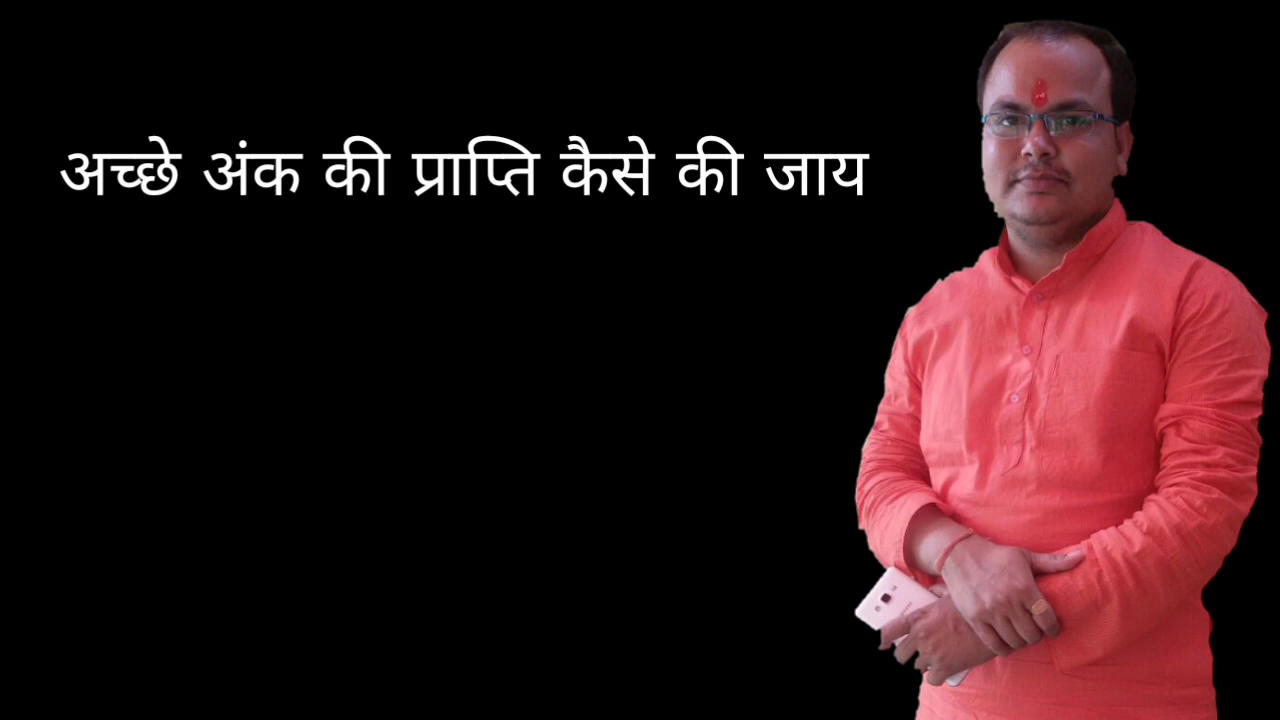 अच्छे अंक की प्राप्ति कैसे की जाय